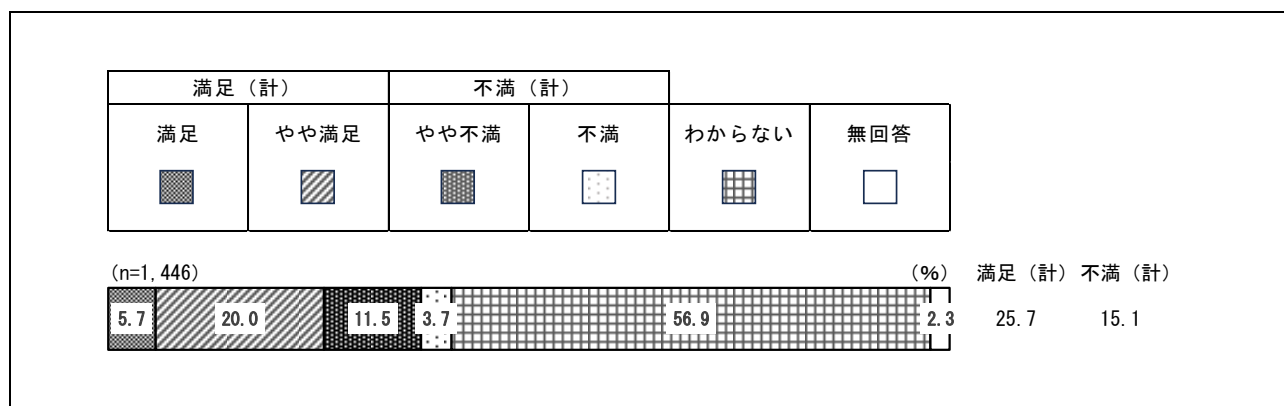 満足（計） 不満（計）
満足 やや満足 やや不満 不満 わからない 無回答
(n=1,446) (%) 満足（計） 不満（計）
5.7 20.0 11.5 3.7 56.9 2.3 25.7 15.1